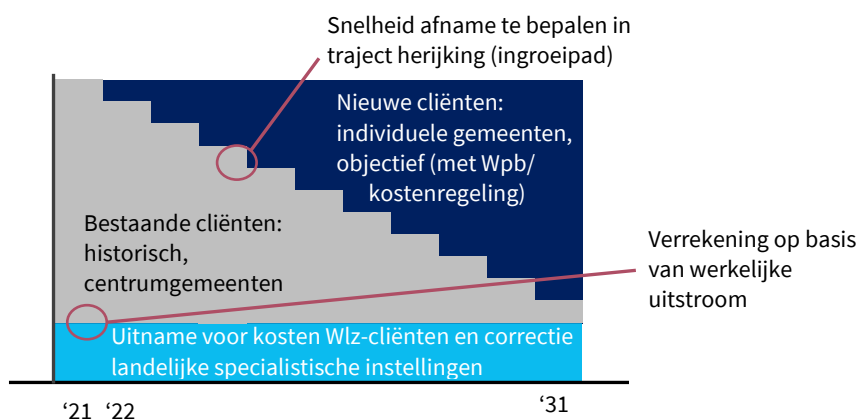 Snelheid afname te bepalen in
traject herijking (ingroeipad)
Nieuwe cliënten:
individuele gemeenten,
objectief (met Wpb/
kostenregeling)
Bestaande cliënten:
historisch,
centrumgemeenten
Verrekening op basis
van werkelijke
uitstroom
Uitname voor kosten Wlz-cliënten en correctie
landelijke specialistische instellingen
‘21 ‘22 ‘31